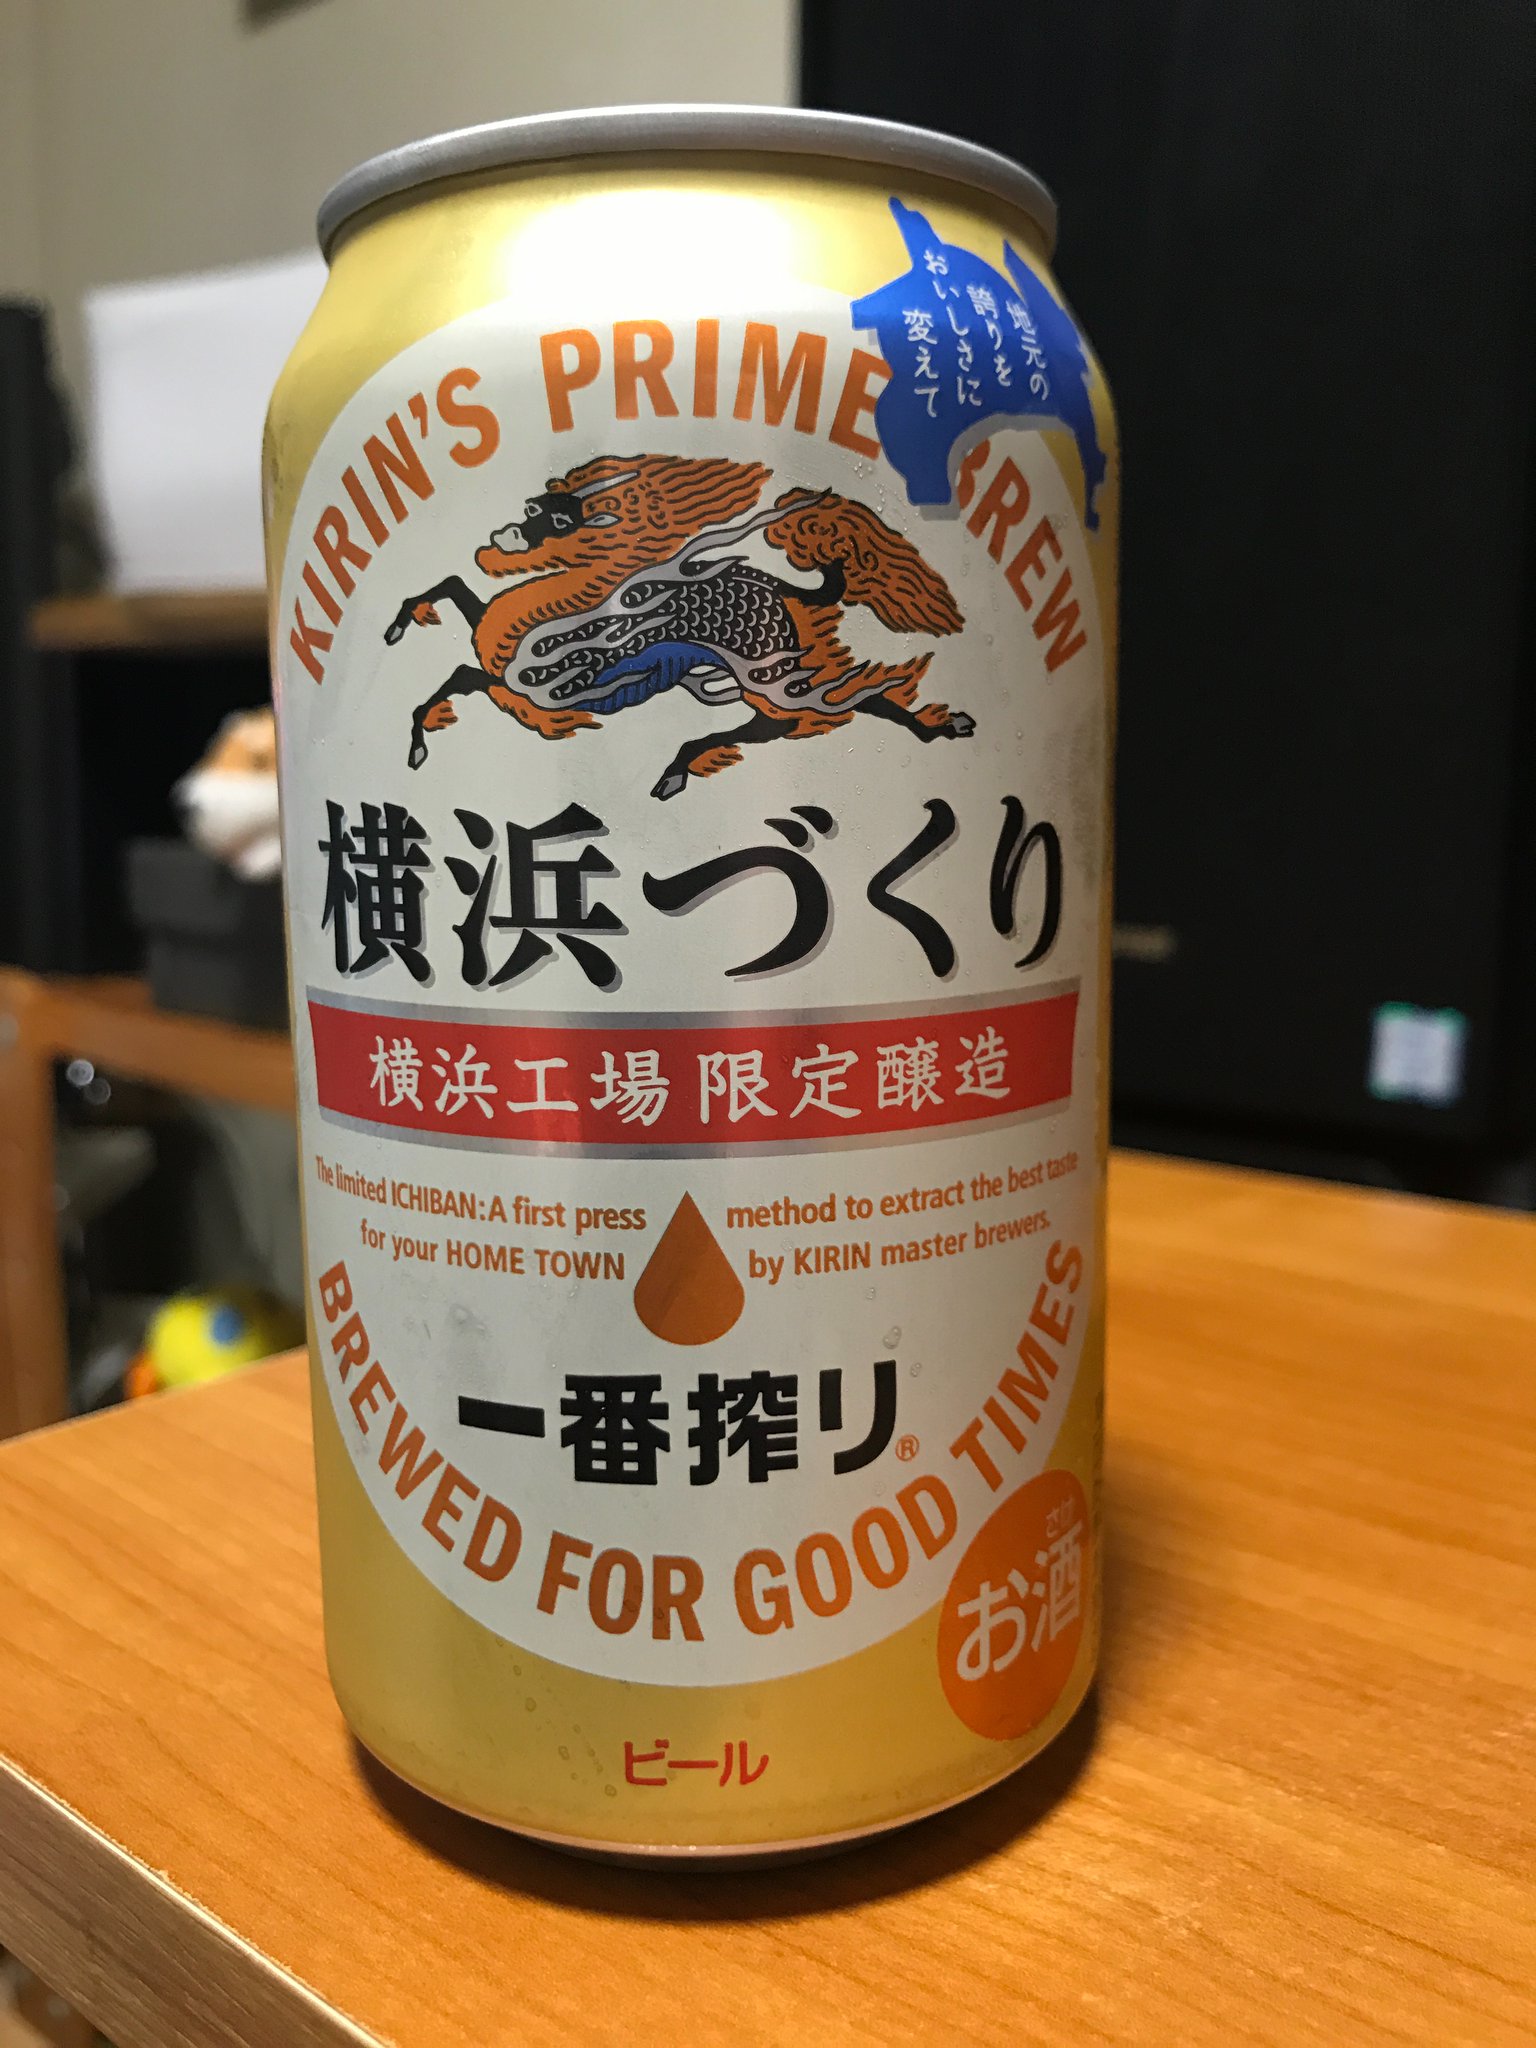 KIRIN'S PRIME BREW
地元の
誇りを
おいしさに
変えて
横浜づくり
横浜工場 限定醸造
The limited ICHIBAN: A first press method to extract the best taste
for your HOME TOWN by KIRIN master brewers.
一番搾り®
BREWED FOR GOOD TIMES
さけ
お酒
ビール